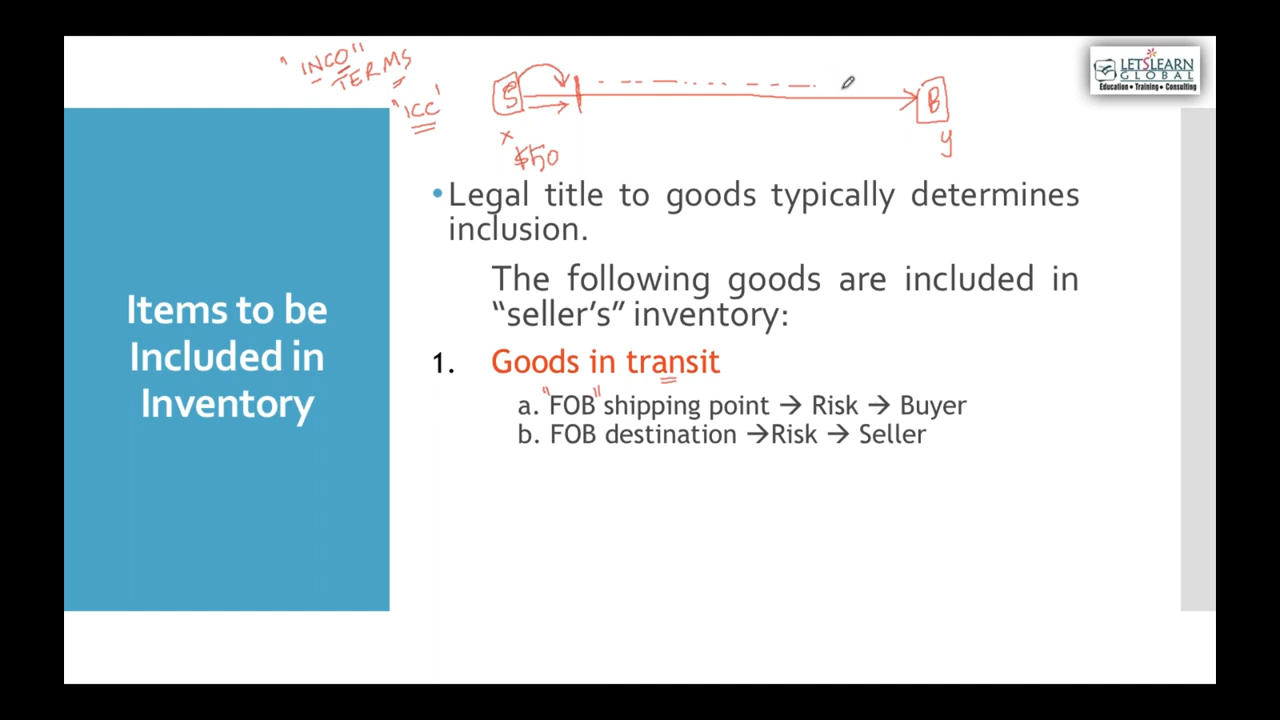 "INCO"
TERMS
'ICC'
S
B
x
$50
y
LETSLEARN
GLOBAL
Education • Training • Consulting
Items to be
Included in
Inventory
•Legal title to goods typically determines
inclusion.
The following goods are included in
“seller’s” inventory:
1. Goods in transit
a. "FOB" shipping point → Risk → Buyer
b. FOB destination →Risk → Seller